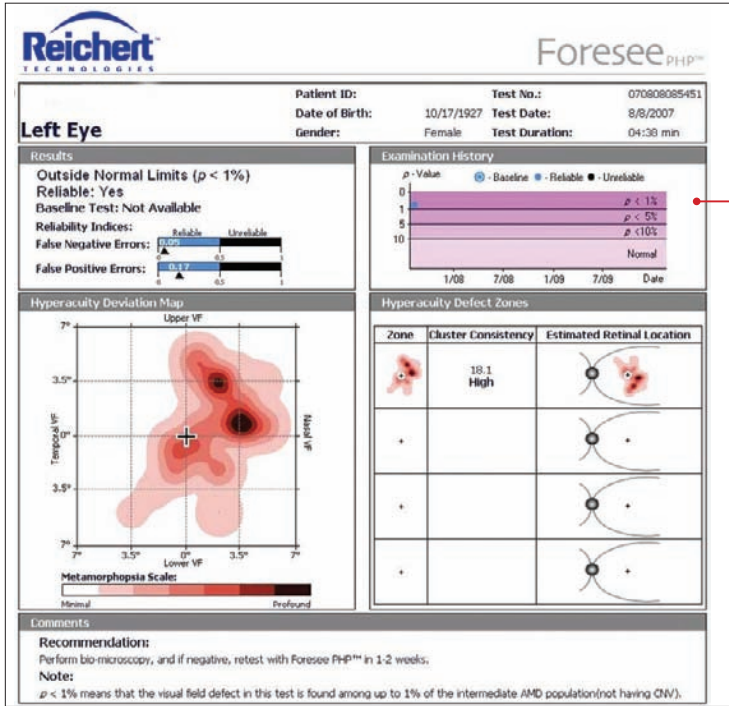 Reichert™
TECHNOLOGIES
Foresee PHP™
Left Eye
Patient ID:
Date of Birth: 10/17/1927
Gender: Female
Test No.: 070808085451
Test Date: 8/8/2007
Test Duration: 04:38 min
Results
Outside Normal Limits (p < 1%)
Reliable: Yes
Baseline Test: Not Available
Reliability Indices:
Reliable Unreliable
False Negative Errors: 0.05
0 0.5 1
False Positive Errors: 0.17
0 0.5 1
Examination History
p - Value - Baseline - Reliable - Unreliable
0
p < 1%
1
p < 5%
5
p <10%
10
Normal
1/08 7/08 1/09 7/09 Date
Hyperacuity Deviation Map
Upper VF
7°
3.5°
0°
3.5°
7°
Temporal VF
Nasal VF
7° 3.5° 0° 3.5° 7°
Lower VF
Metamorphopsia Scale:
Minimal Profound
Hyperacuity Defect Zones
Zone Cluster Consistency Estimated Retinal Location
18.1
High
Comments
Recommendation:
Perform bio-microscopy, and if negative, retest with Foresee PHP™ in 1-2 weeks.
Note:
p < 1% means that the visual field defect in this test is found among up to 1% of the intermediate AMD population(not having CNV).